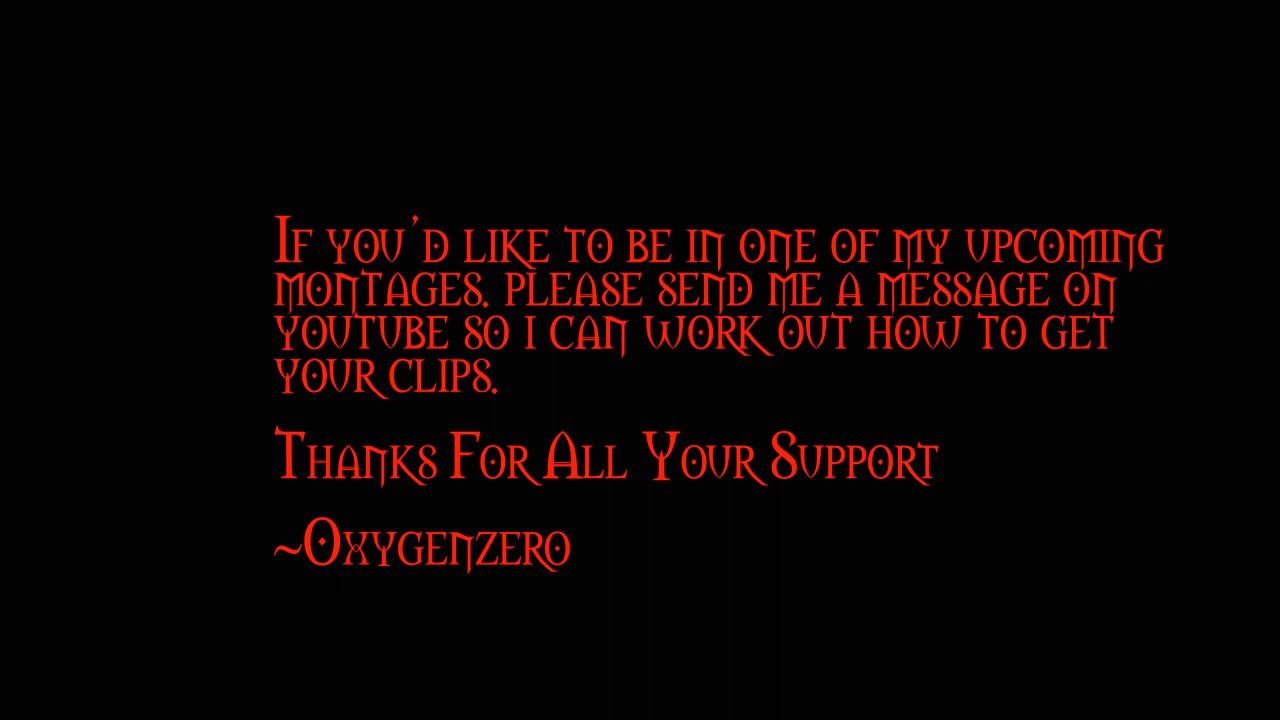 If you'd like to be in one of my upcoming
montages. Please send me a message on
youtube so i can work out how to get
your clips.
Thanks For All Your Support
~Oxygenzero